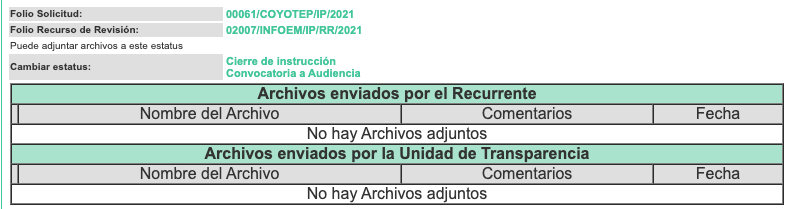 Folio Solicitud: 00061/COYOTEP/IP/2021
Folio Recurso de Revisión: 02007/INFOEM/IP/RR/2021
Puede adjuntar archivos a este estatus
Cambiar estatus: Cierre de instrucción
Convocatoria a Audiencia
Archivos enviados por el Recurrente
Nombre del Archivo Comentarios Fecha
No hay Archivos adjuntos
Archivos enviados por la Unidad de Transparencia
Nombre del Archivo Comentarios Fecha
No hay Archivos adjuntos